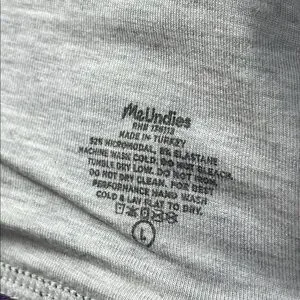 MeUndies
RN# 138113
MADE IN TURKEY
92% MICROMODAL, 8% ELASTANE
MACHINE WASH COLD. DO NOT BLEACH.
TUMBLE DRY LOW. DO NOT IRON.
DO NOT DRY CLEAN. FOR BEST
PERFORMANCE HAND WASH
COLD & LAY FLAT TO DRY.
L